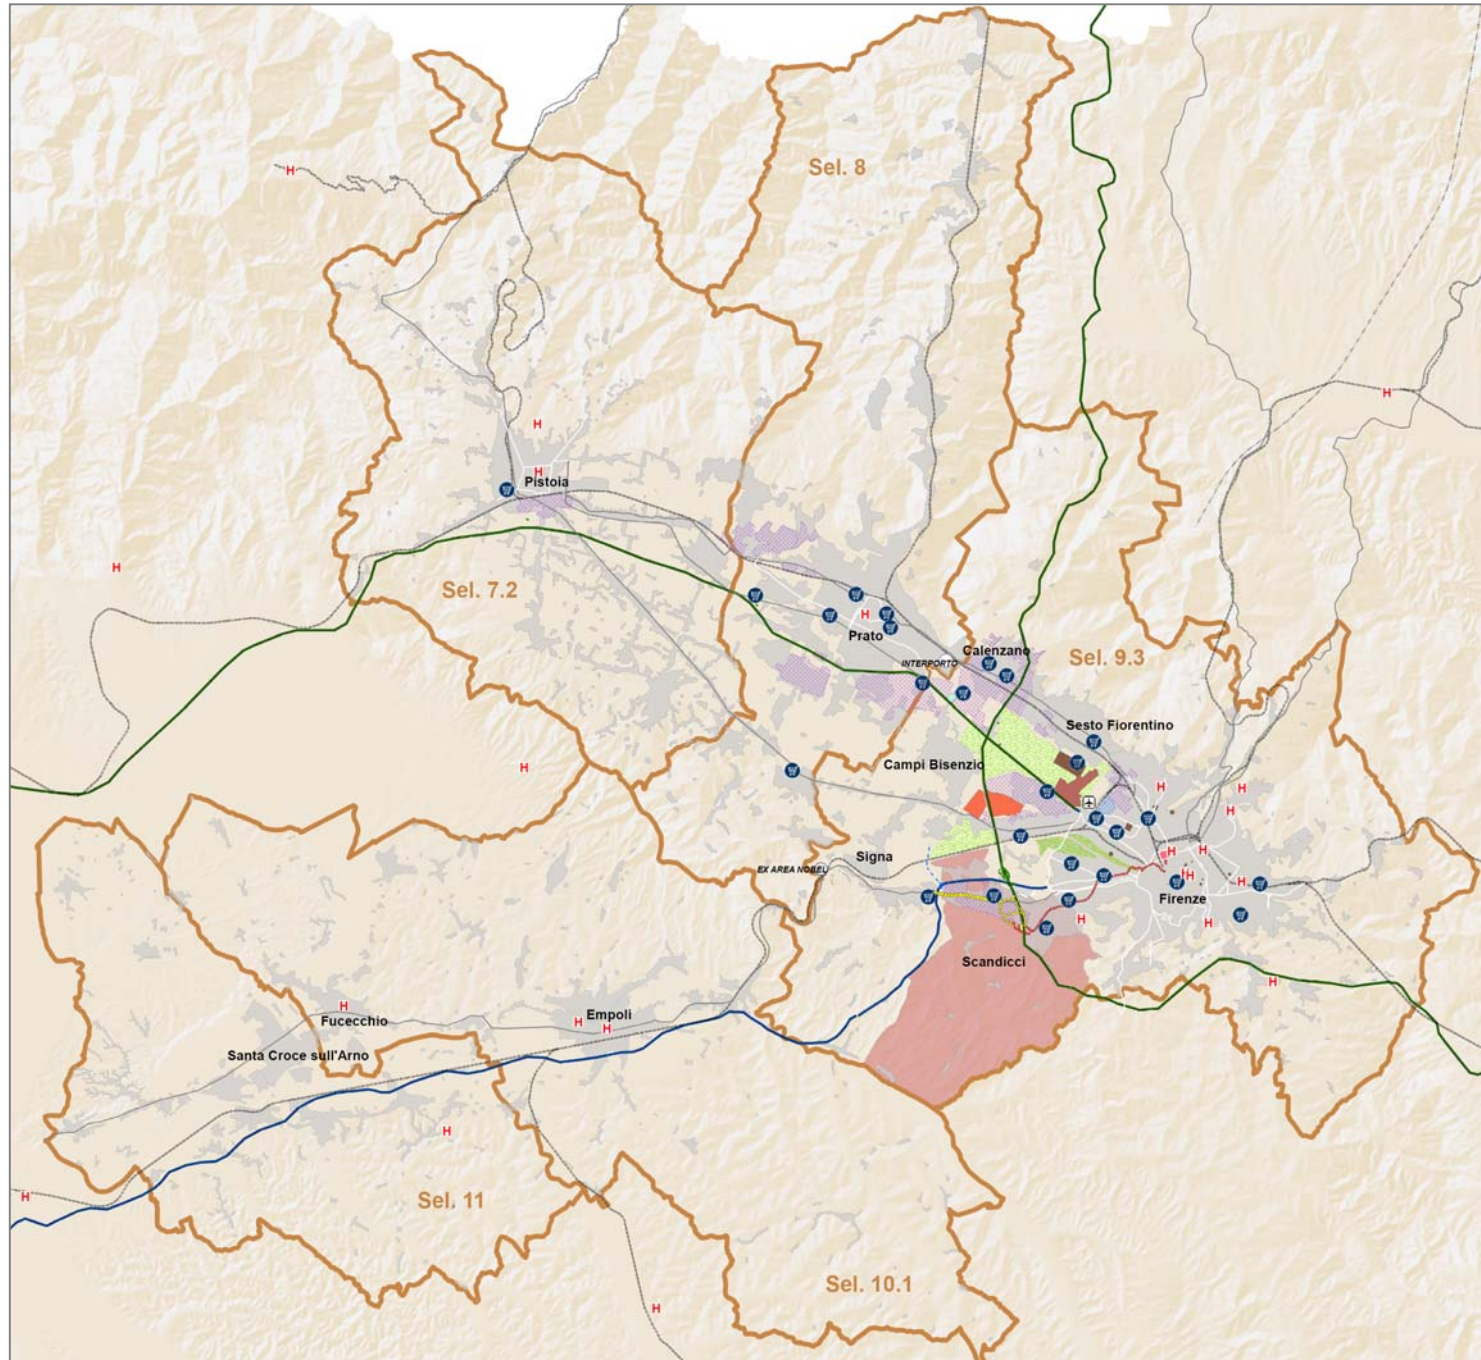 Sel. 8
H
H
H
H
Pistoia
H
Sel. 7.2
H
Prato
Calenzano
INTERPORTO
Sel. 9.3
Sesto Fiorentino
Campi Bisenzio
H
H
H
H
H
H
Signa
EX AREA NOBEL
H
H
H
Firenze
H
H
Scandicci
H
H
Fucecchio
Empoli
H
H
Santa Croce sull'Arno
H
H
Sel. 11
Sel. 10.1
H